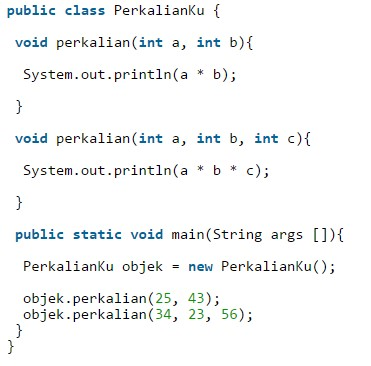 public class PerkalianKu {
void perkalian(int a, int b){
System.out.println(a * b);
}
void perkalian(int a, int b, int c){
System.out.println(a * b * c);
}
public static void main(String args []){
PerkalianKu objek = new PerkalianKu();
objek.perkalian(25, 43);
objek.perkalian(34, 23, 56);
}
}